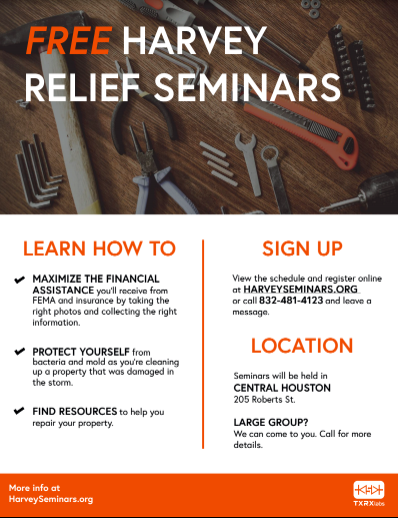 FREE HARVEY
RELIEF SEMINARS
LEARN HOW TO
MAXIMIZE THE FINANCIAL
ASSISTANCE you'll receive from
FEMA and insurance by taking the
right photos and collecting the right
information.
PROTECT YOURSELF from
bacteria and mold as you're cleaning
up a property that was damaged in
the storm.
FIND RESOURCES to help you
repair your property.
SIGN UP
View the schedule and register online
at HARVEYSEMINARS.ORG
or call 832-481-4123 and leave a
message.
LOCATION
Seminars will be held in
CENTRAL HOUSTON
205 Roberts St.
LARGE GROUP?
We can come to you. Call for more
details.
More info at
HarveySeminars.org
TXRXlabs